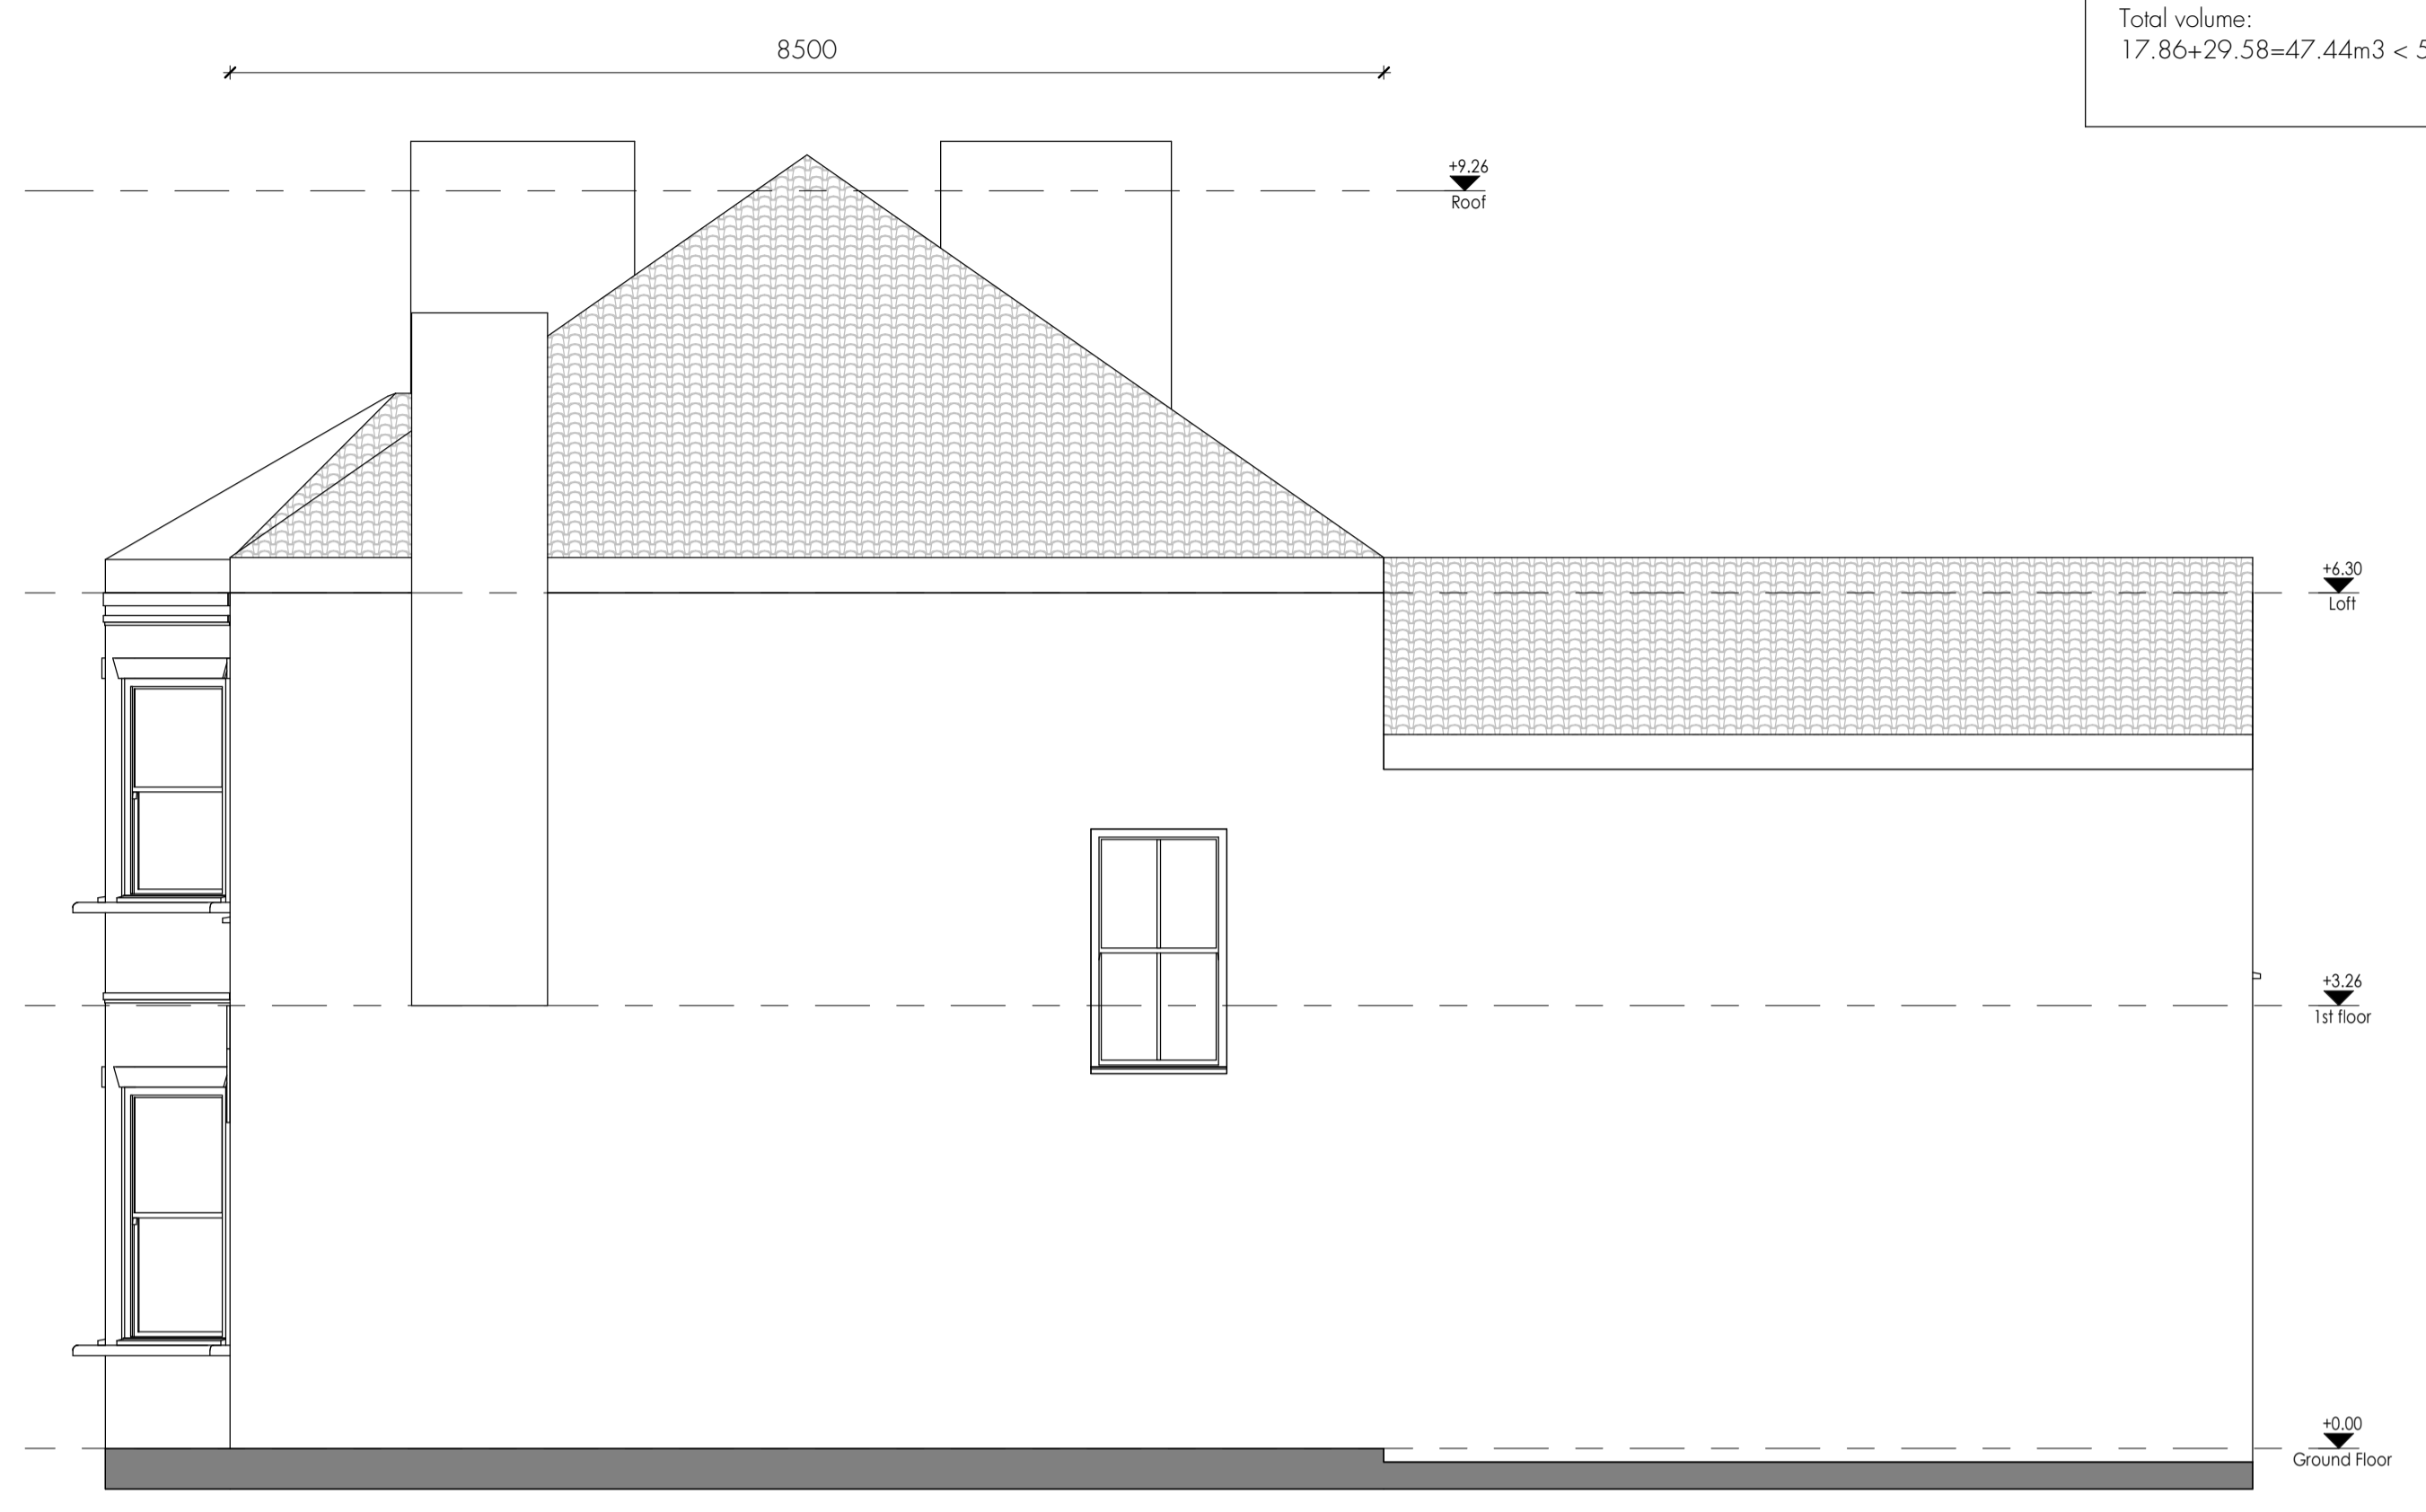 Total volume:
17.86+29.58=47.44m3 < 5
8500
+9.26
Roof
+6.30
Loft
+3.26
1st floor
+0.00
Ground Floor